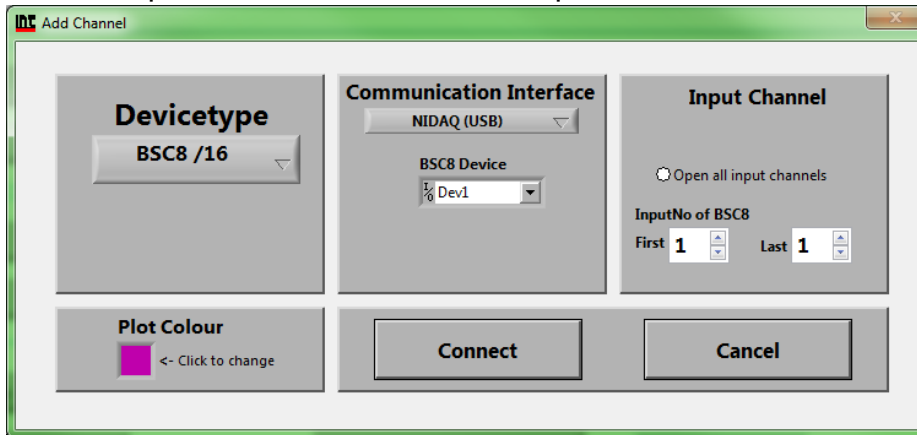 Add Channel
Devicetype
BSC8 /16
Communication Interface
NIDAQ (USB)
BSC8 Device
I/O Dev1
Input Channel
Open all input channels
InputNo of BSC8
First 1 Last 1
Plot Colour
<- Click to change
Connect
Cancel